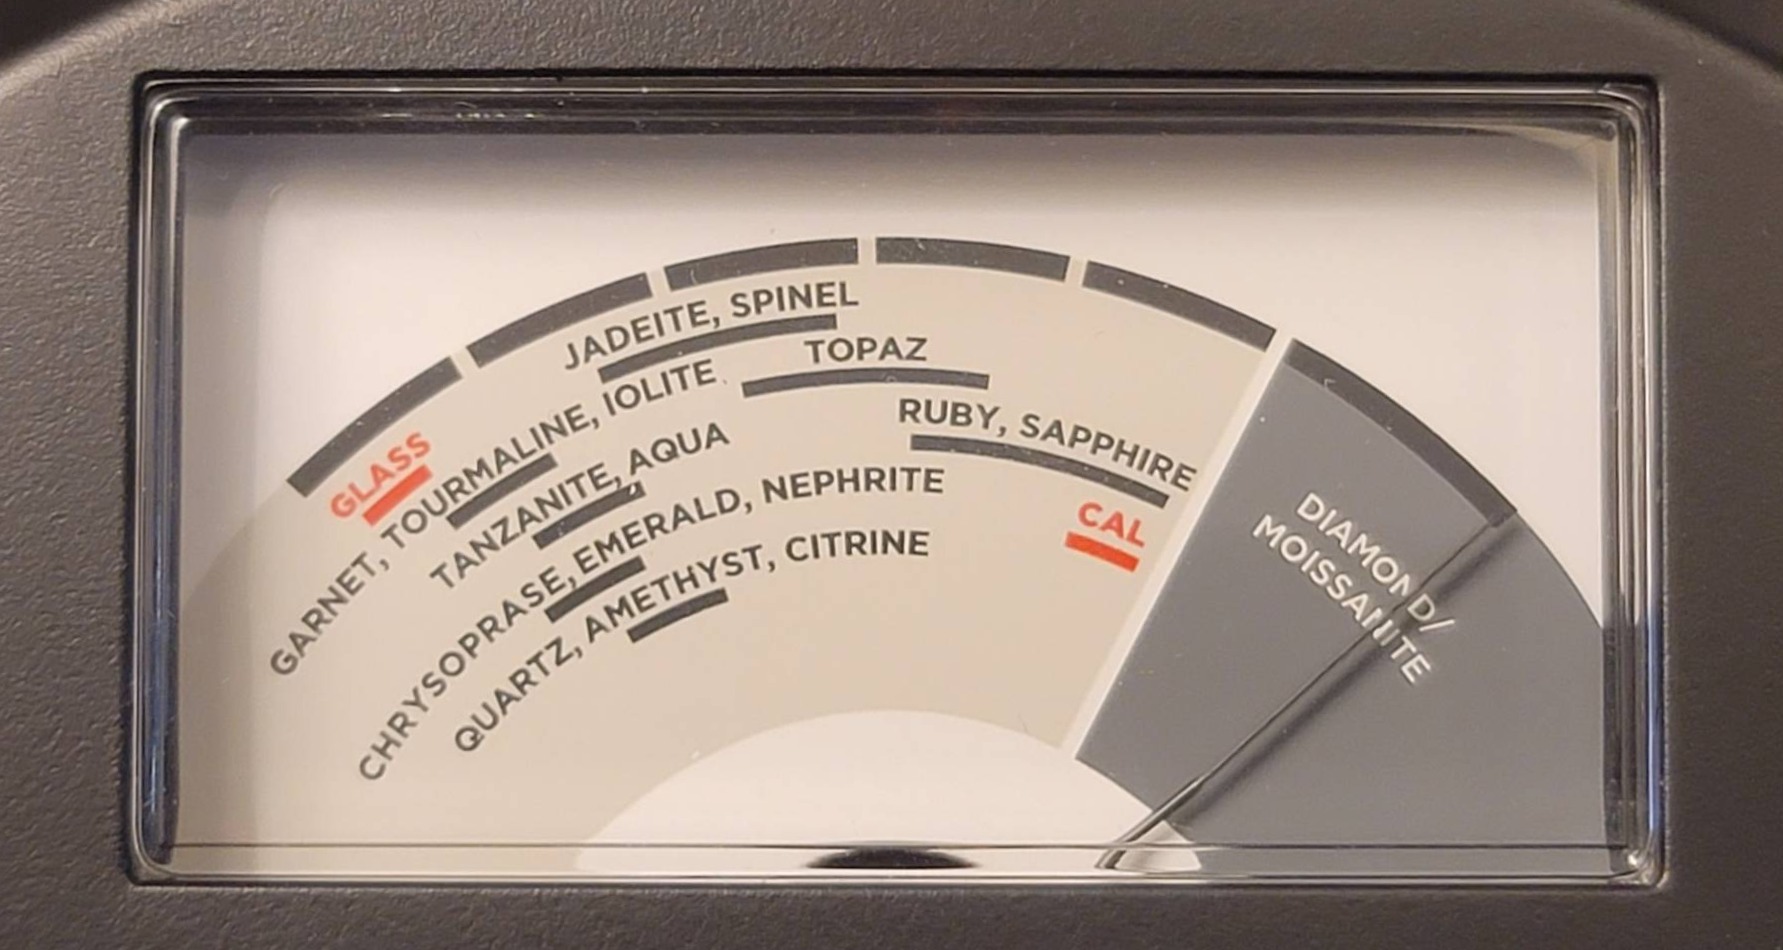 JADEITE, SPINEL
TOPAZ
GLASS
GARNET, TOURMALINE, IOLITE
RUBY, SAPPHIRE
TANZANITE, AQUA
CHRYSOPRASE, EMERALD, NEPHRITE
CAL
QUARTZ, AMETHYST, CITRINE
DIAMOND/
MOISSANITE